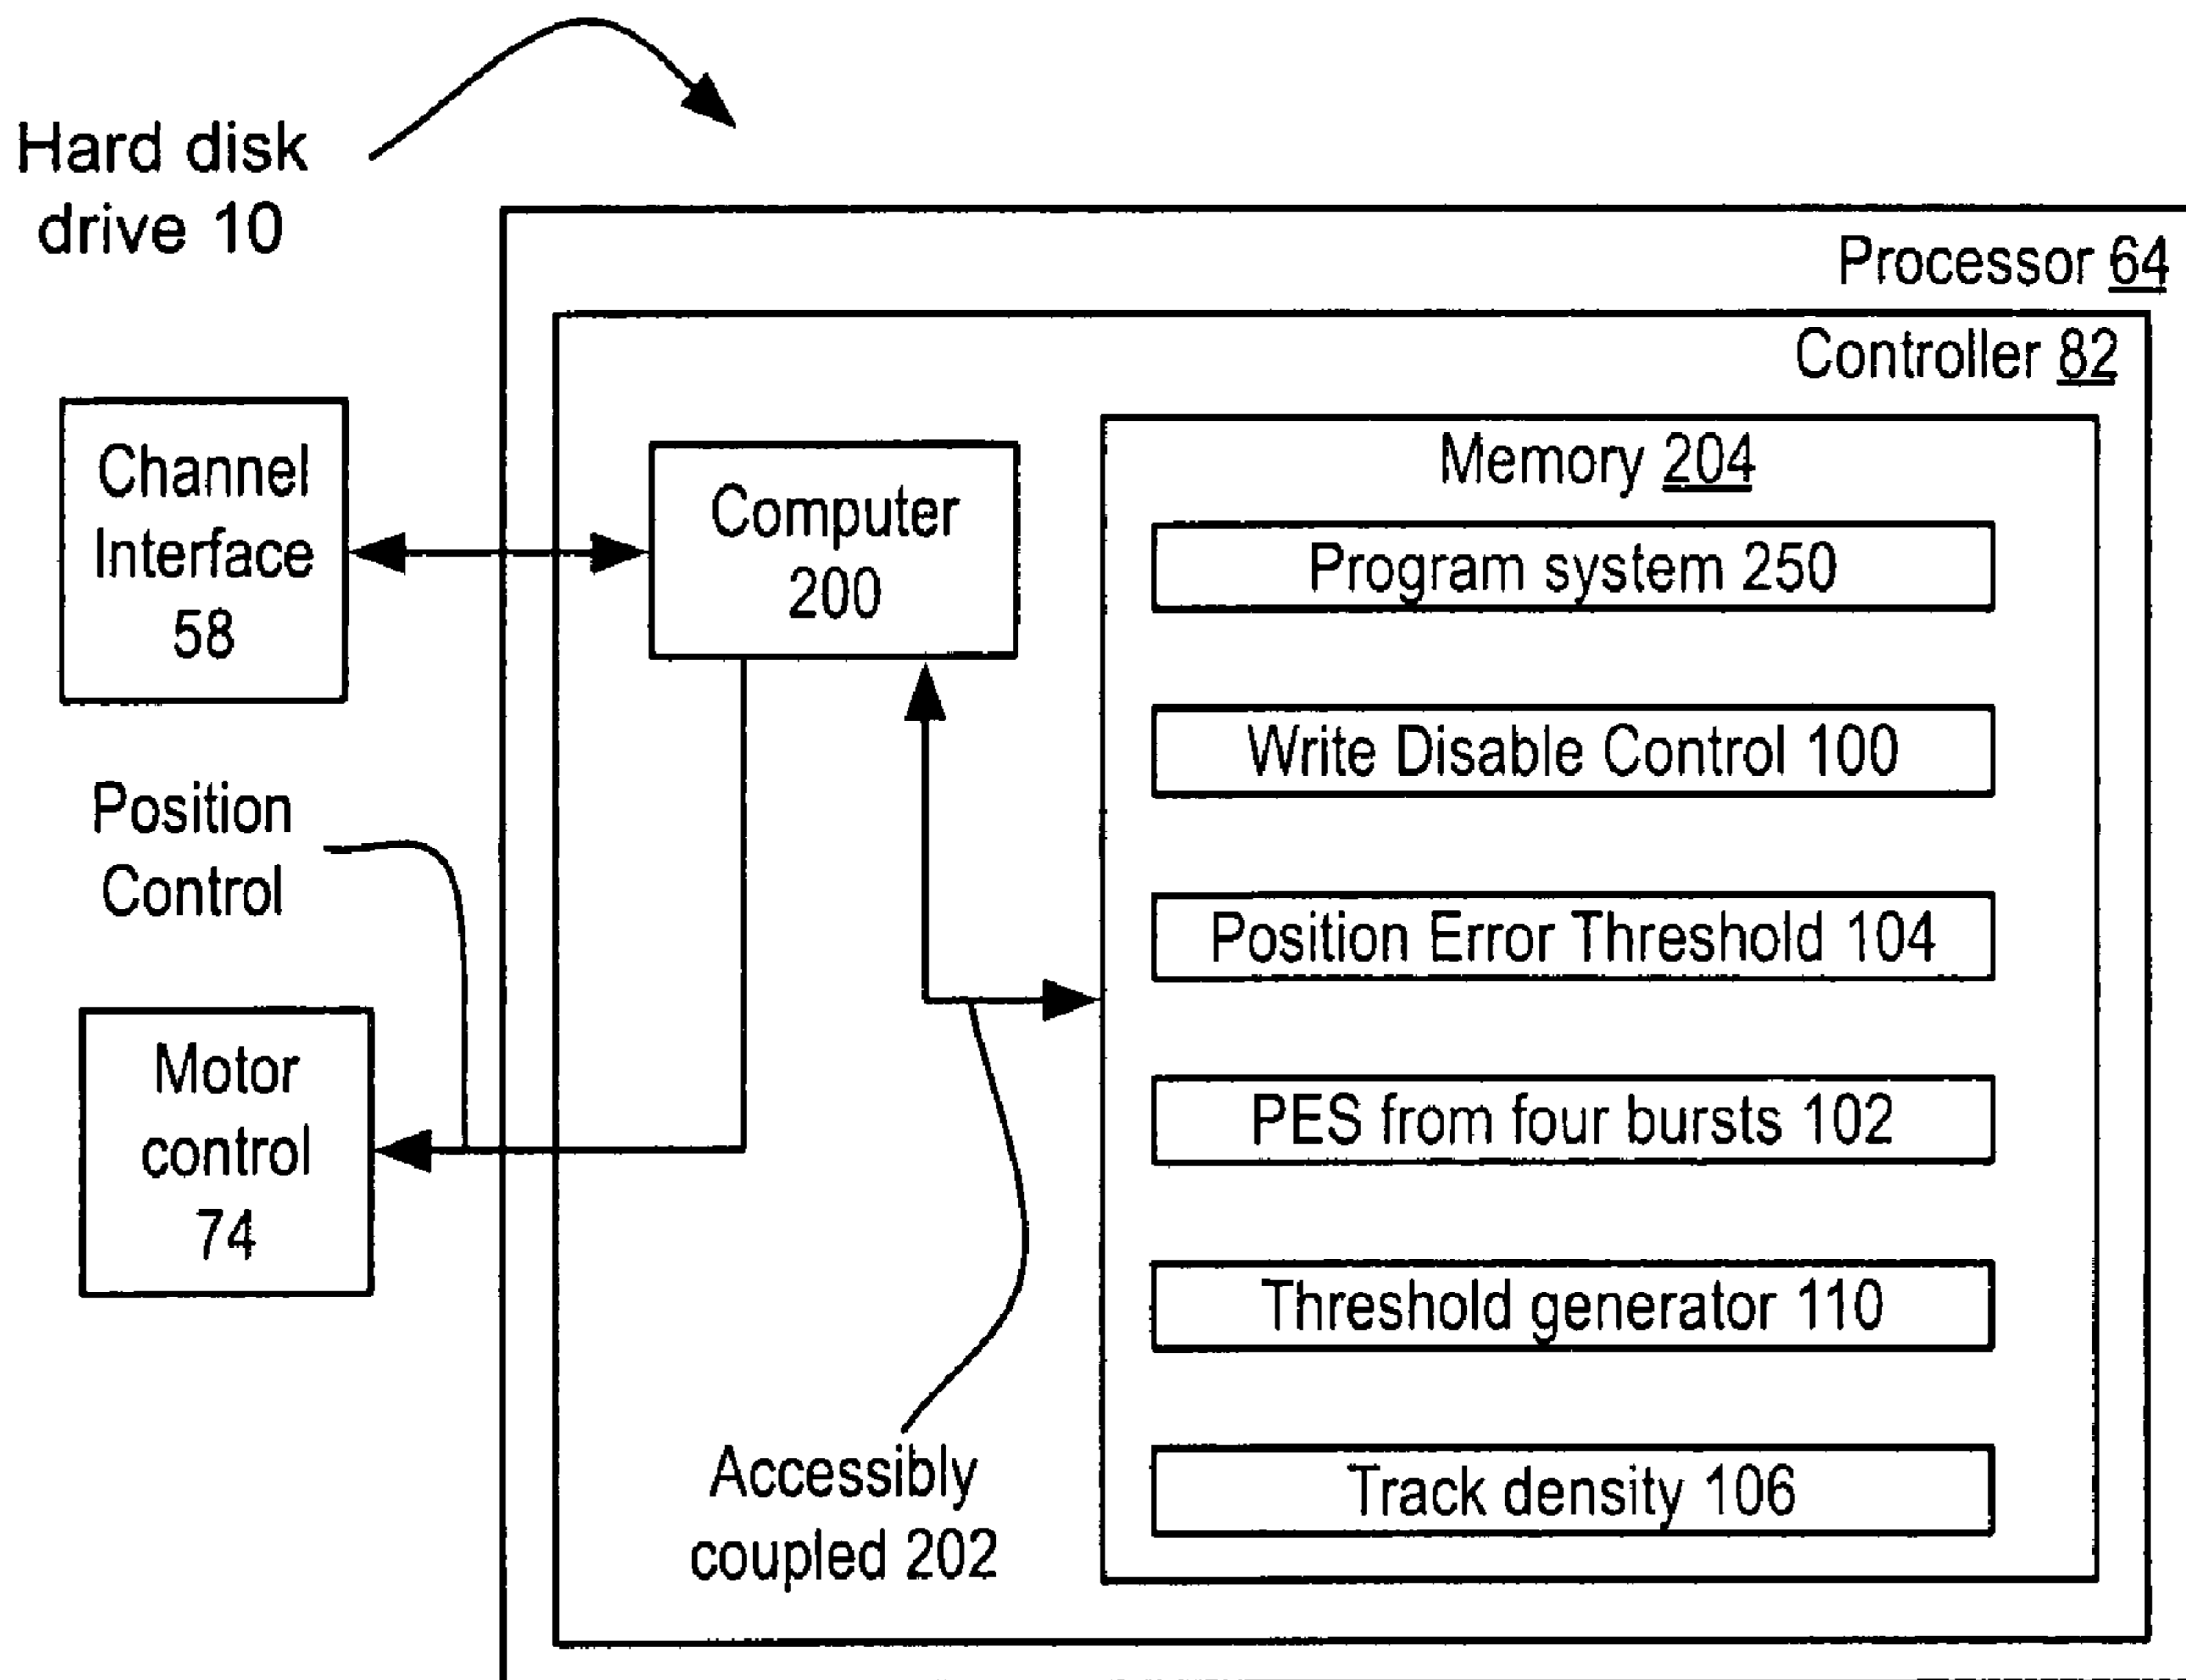 Hard disk
drive 10
Processor 64
Controller 82
Channel
Interface
58
Computer
200
Memory 204
Program system 250
Write Disable Control 100
Position Error Threshold 104
PES from four bursts 102
Threshold generator 110
Track density 106
Position
Control
Motor
control
74
Accessibly
coupled 202